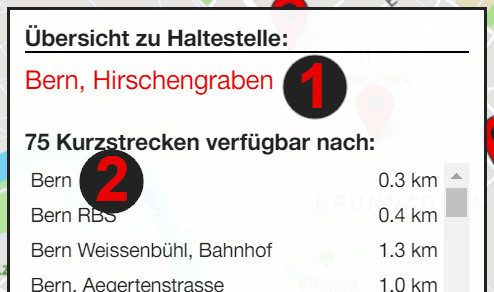 Übersicht zu Haltestelle:
Bern, Hirschengraben
1
75 Kurzstrecken verfügbar nach:
Bern 2 0.3 km
Bern RBS 0.4 km
BRUNNAD
Bern Weissenbühl, Bahnhof 1.3 km
Bern, Aegertenstrasse 1.0 km